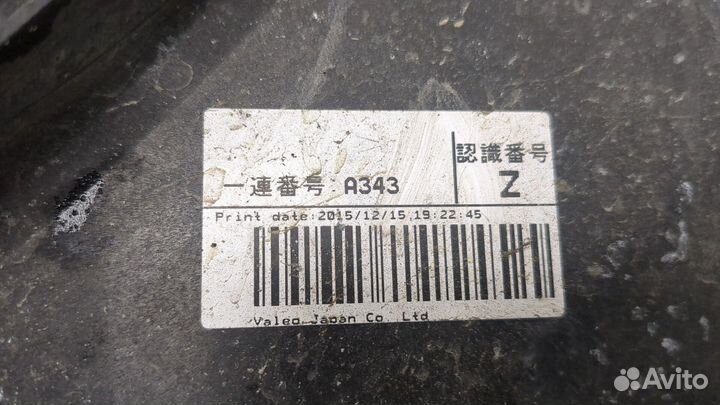 認識番号
一連番号: A343
Z
Print date:2015/12/15,19:22:45
Valeo Japan Co. Ltd
Avito